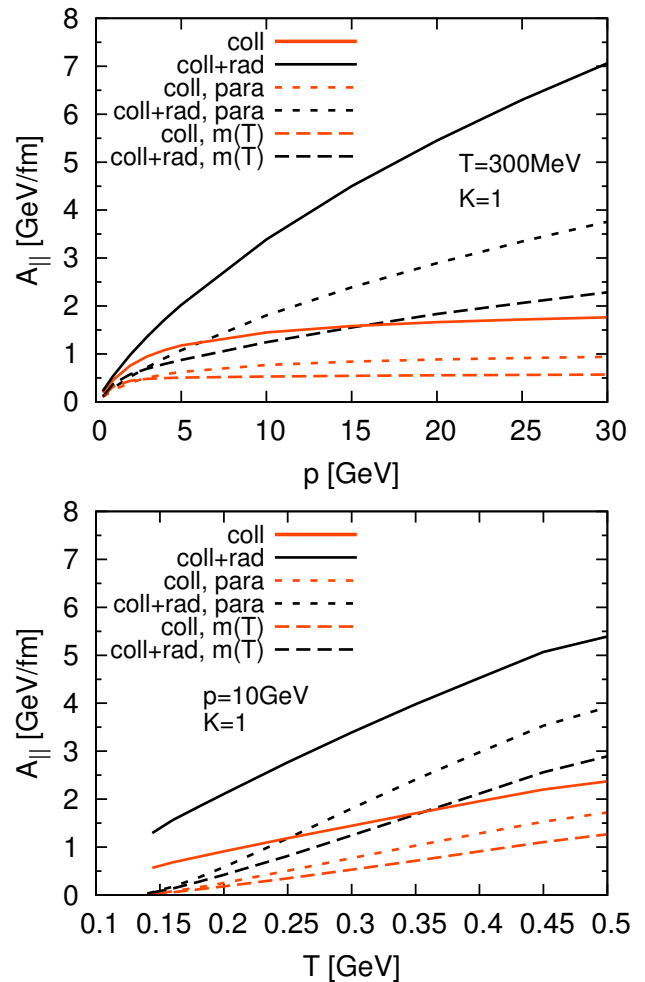 8
7
6
5
4
3
2
1
0
A|| [GeV/fm]
coll
coll+rad
coll, para
coll+rad, para
coll, m(T)
coll+rad, m(T)
T=300MeV
K=1
0 5 10 15 20 25 30
p [GeV]
8
7
6
5
4
3
2
1
0
A|| [GeV/fm]
coll
coll+rad
coll, para
coll+rad, para
coll, m(T)
coll+rad, m(T)
p=10GeV
K=1
0.1 0.15 0.2 0.25 0.3 0.35 0.4 0.45 0.5
T [GeV]